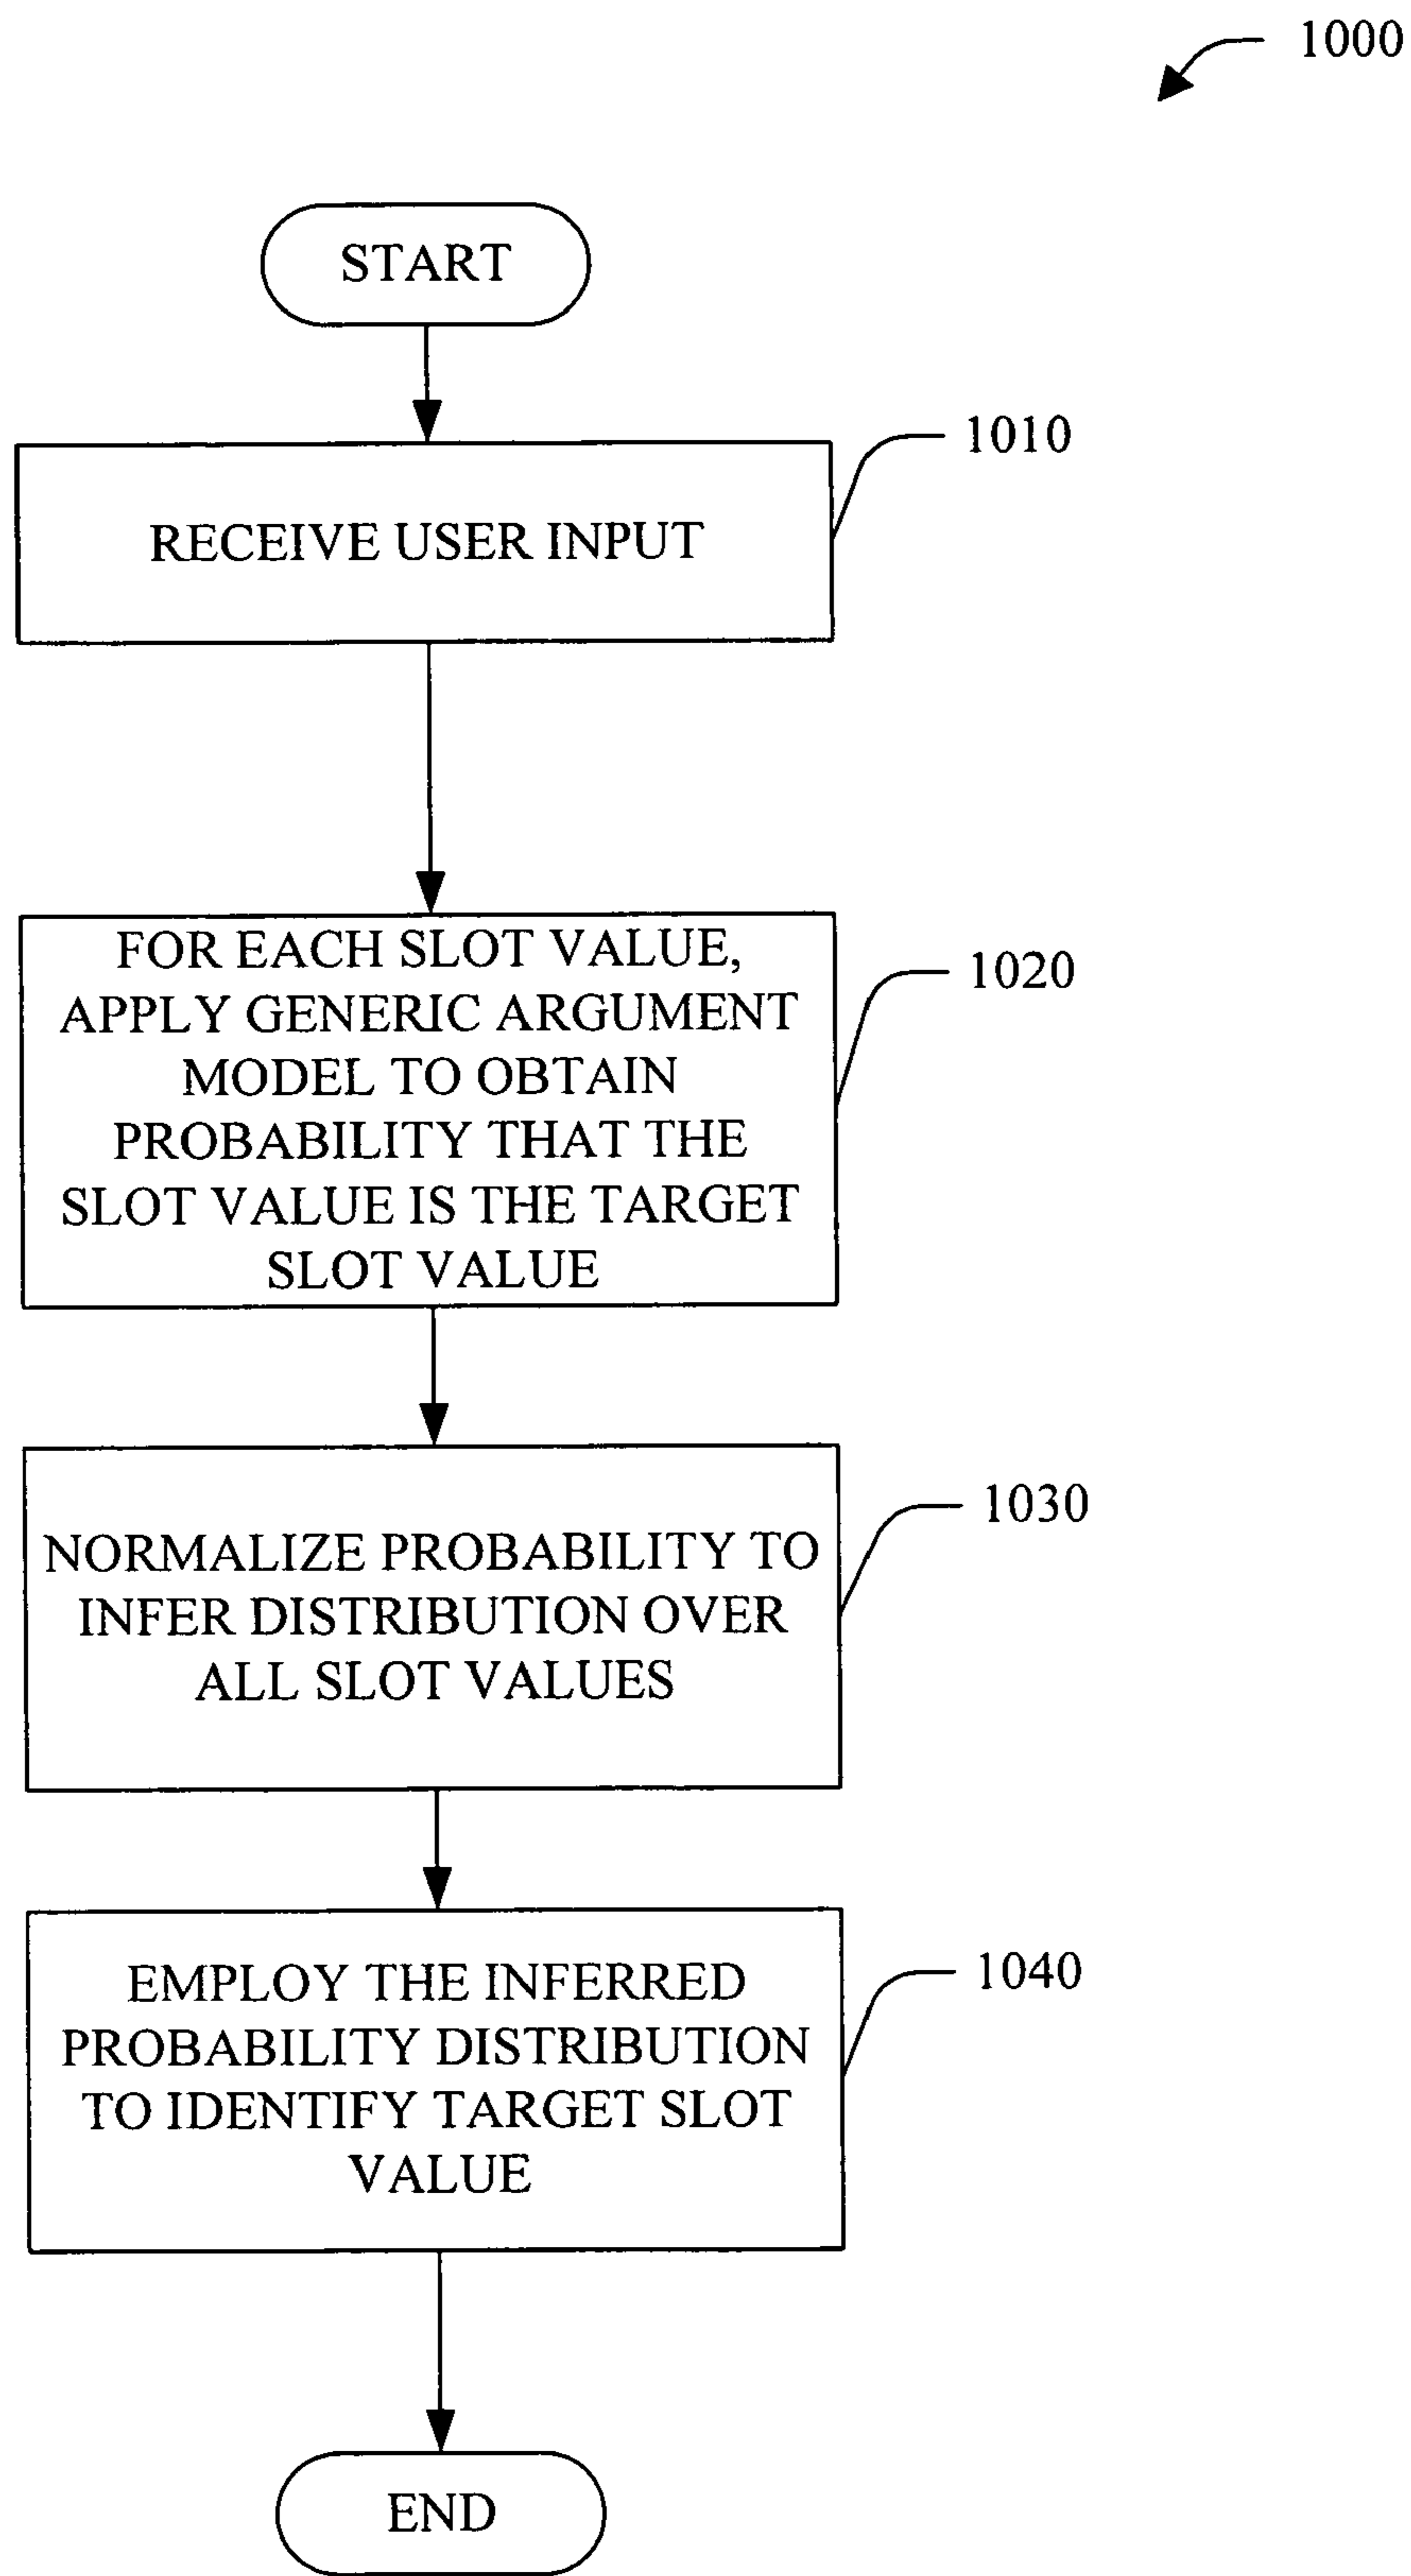 1000
START
1010
RECEIVE USER INPUT
FOR EACH SLOT VALUE,
APPLY GENERIC ARGUMENT
MODEL TO OBTAIN
PROBABILITY THAT THE
SLOT VALUE IS THE TARGET
SLOT VALUE
1020
NORMALIZE PROBABILITY TO
INFER DISTRIBUTION OVER
ALL SLOT VALUES
1030
EMPLOY THE INFERRED
PROBABILITY DISTRIBUTION
TO IDENTIFY TARGET SLOT
VALUE
1040
END